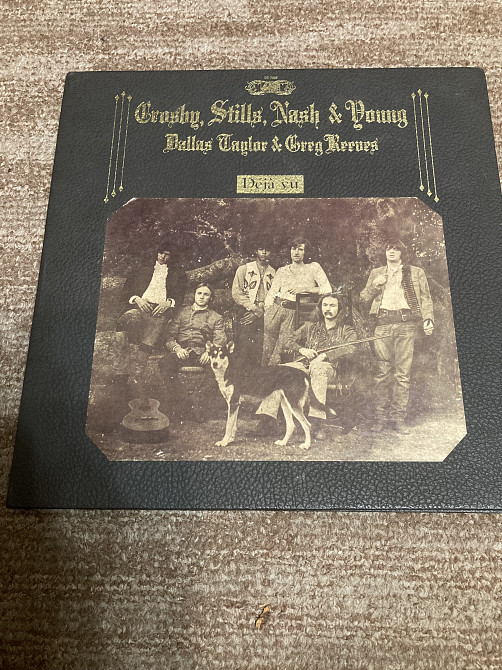 Crosby, Stills, Nash & Young
Dallas Taylor & Greg Reeves
Déjà vu